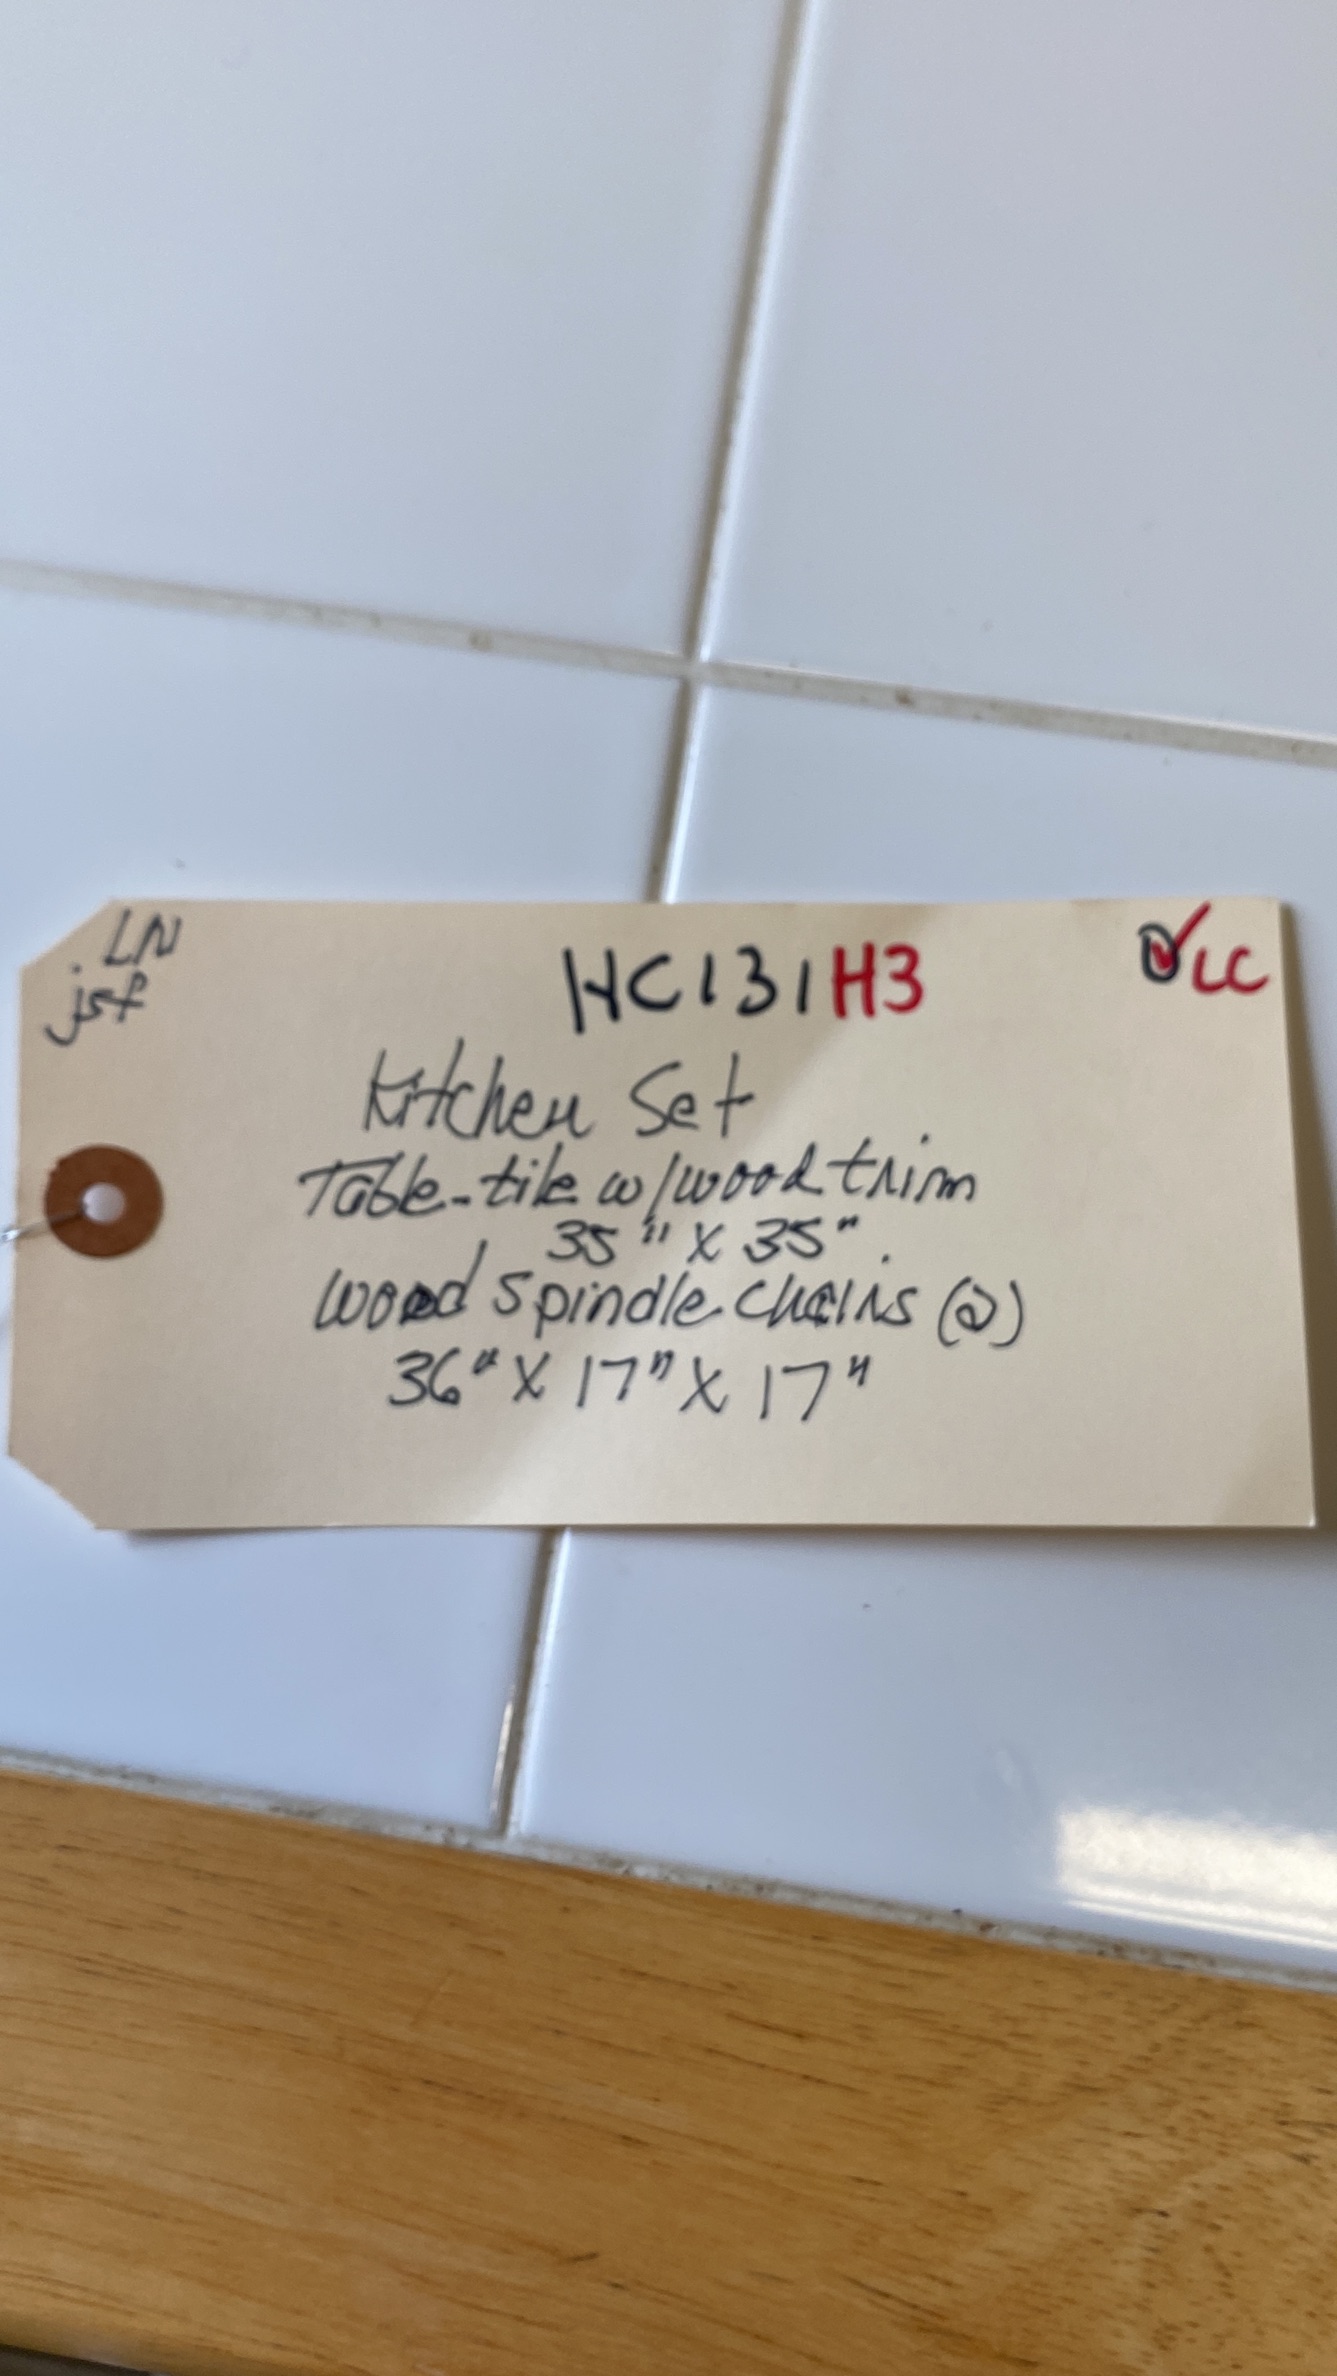 LN
jsf
HC131H3
LC
Kitchen Set
Table-tile w/wood trim
35" X 35".
Wood Spindle Chairs (2)
36" X 17" X 17"